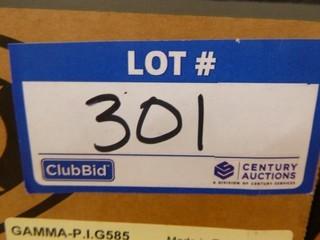 LOT #
301
ClubBid
CENTURY
AUCTIONS
A DIVISION OF CENTURY SERVICES
GAMMA-P.I.G585